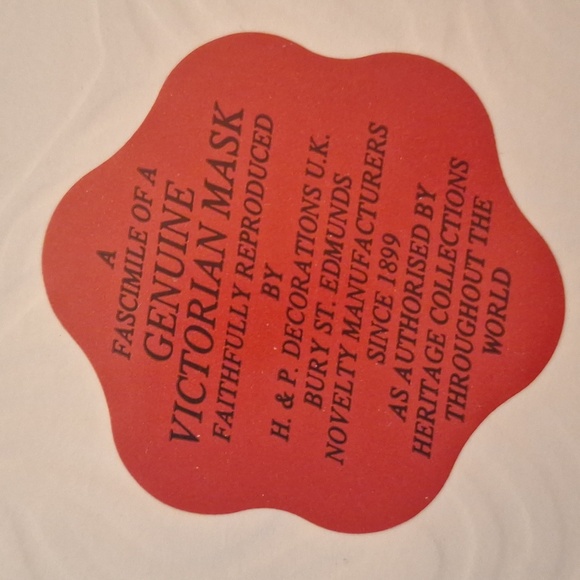 A
FASCIMILE OF A
GENUINE
VICTORIAN MASK
FAITHFULLY REPRODUCED
BY
H. & P. DECORATIONS U.K.
BURY ST. EDMUNDS
NOVELTY MANUFACTURERS
SINCE 1899
AS AUTHORISED BY
HERITAGE COLLECTIONS
THROUGHOUT THE
WORLD